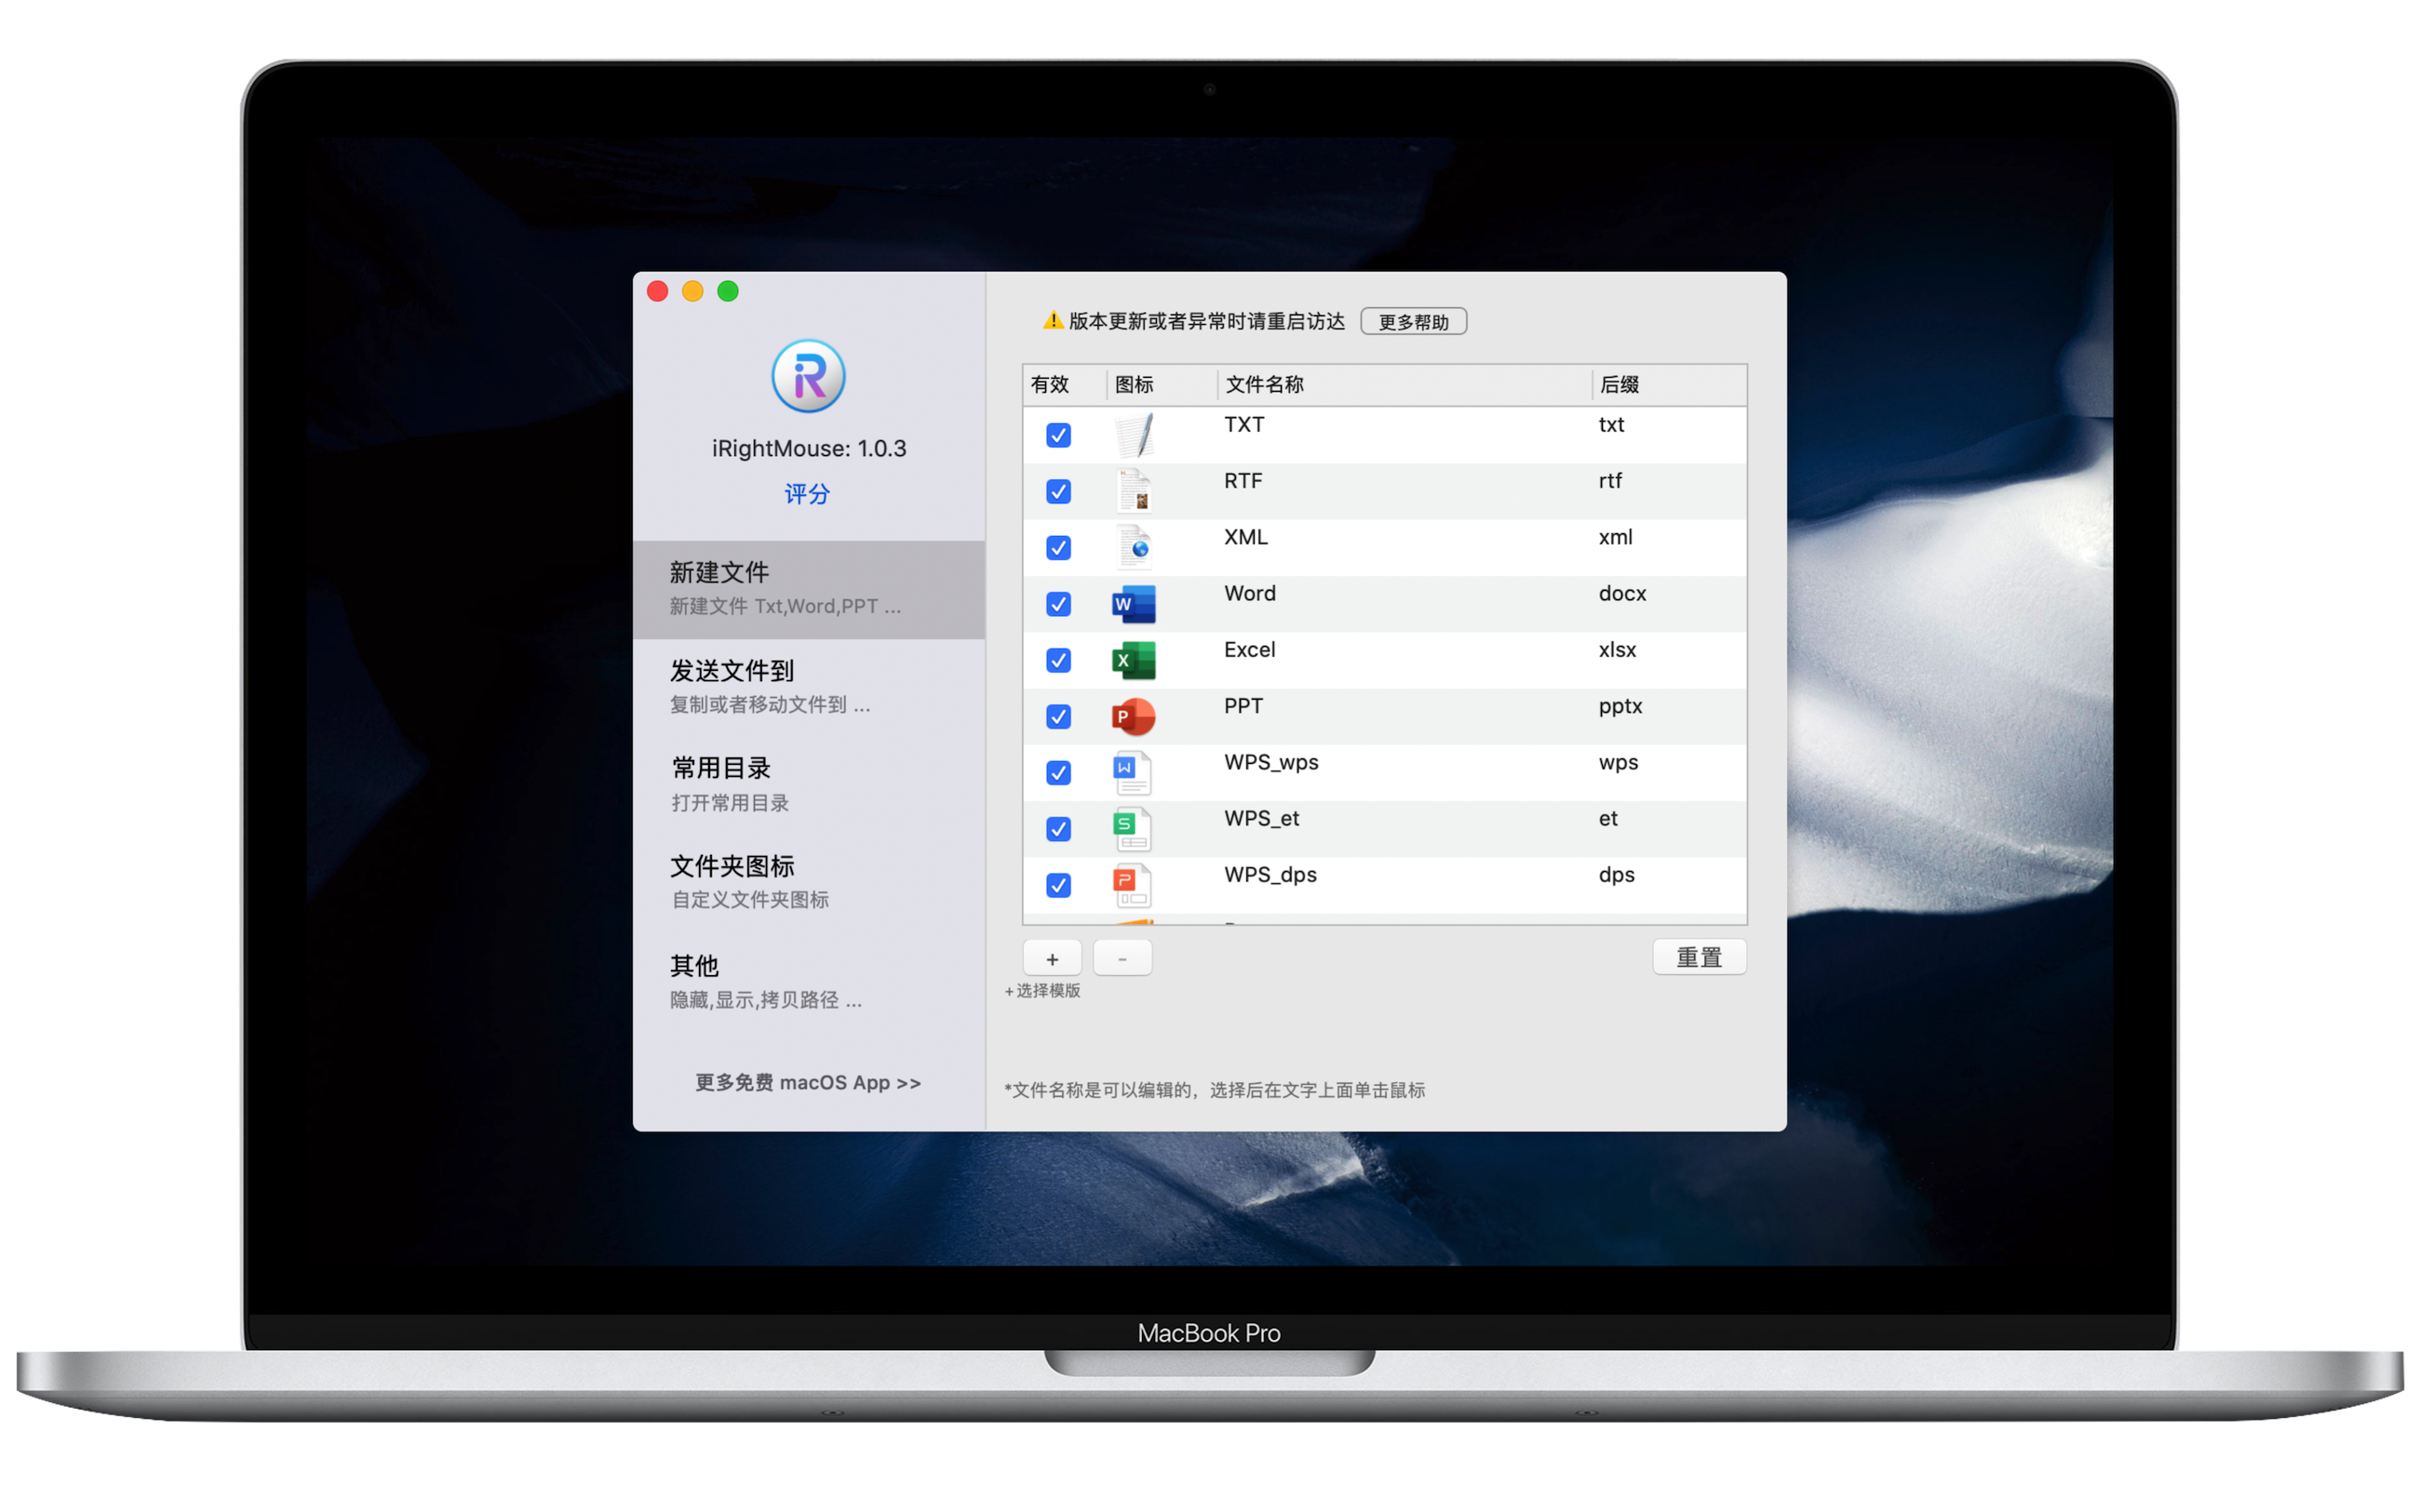 iRightMouse: 1.0.3
评分
新建文件
新建文件 Txt,Word,PPT ...
发送文件到
复制或者移动文件到 ...
常用目录
打开常用目录
文件夹图标
自定义文件夹图标
其他
隐藏,显示,拷贝路径 ...
更多免费 macOS App >>
版本更新或者异常时请重启访达 更多帮助
有效 图标 文件名称 后缀
TXT txt
RTF rtf
XML xml
W Word docx
X Excel xlsx
P PPT pptx
W WPS_wps wps
S WPS_et et
P WPS_dps dps
+ - 重置
+选择模版
*文件名称是可以编辑的，选择后在文字上面单击鼠标
MacBook Pro